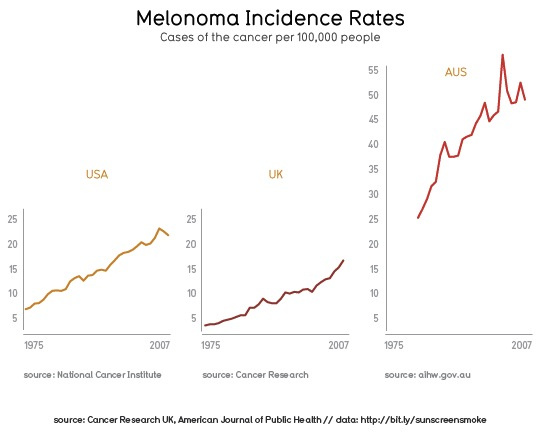 Melonoma Incidence Rates
Cases of the cancer per 100,000 people
AUS
55
50
45
40
35
30
25
20
15
10
5
1975 2007
source: aihw.gov.au
USA
25
20
15
10
5
1975 2007
source: National Cancer Institute
UK
25
20
15
10
5
1975 2007
source: Cancer Research
source: Cancer Research UK, American Journal of Public Health // data: http://bit.ly/sunscreensmoke